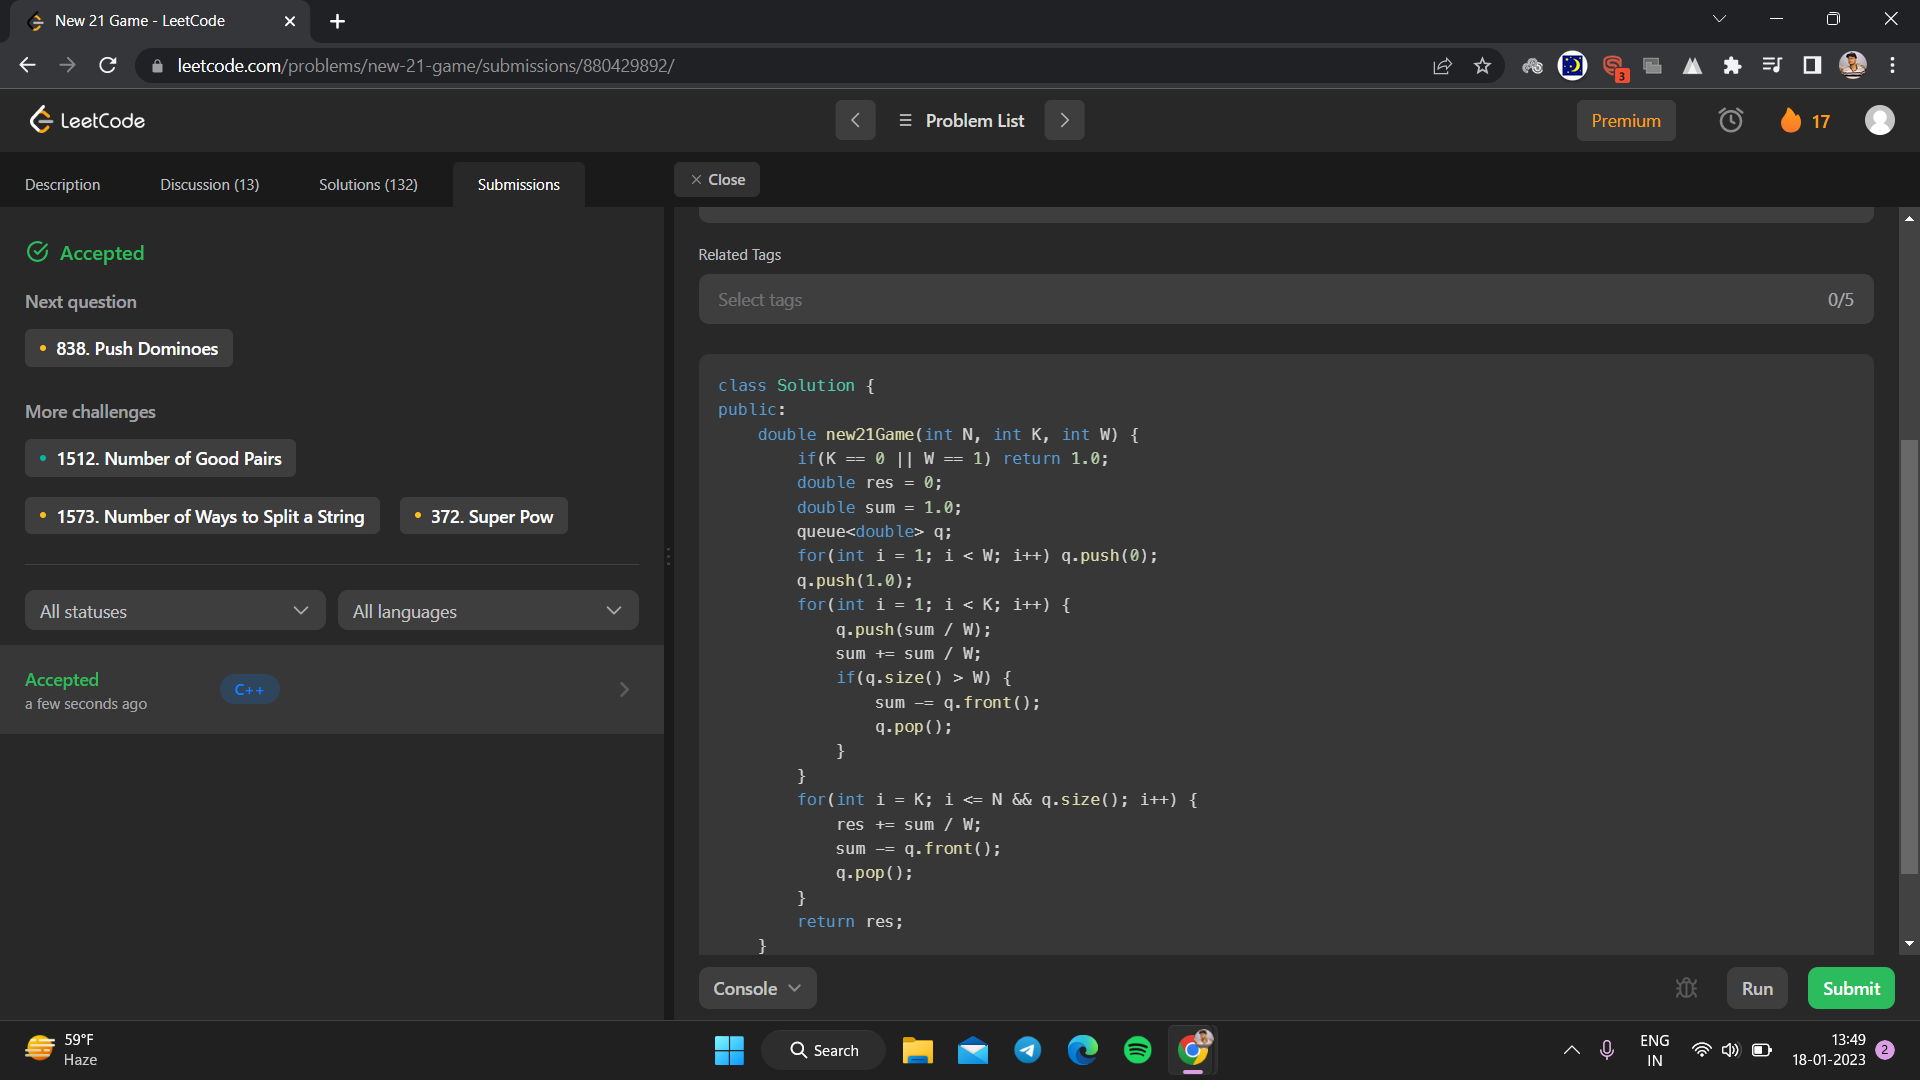 New 21 Game - LeetCode
leetcode.com/problems/new-21-game/submissions/880429892/
3
LeetCode
Problem List
Premium
17
Description
Discussion (13)
Solutions (132)
Submissions
Close
Accepted
Next question
838. Push Dominoes
More challenges
1512. Number of Good Pairs
1573. Number of Ways to Split a String
372. Super Pow
All statuses
All languages
Accepted
C++
a few seconds ago
Related Tags
Select tags
0/5
class Solution {
public:
    double new21Game(int N, int K, int W) {
        if(K == 0 || W == 1) return 1.0;
        double res = 0;
        double sum = 1.0;
        queue<double> q;
        for(int i = 1; i < W; i++) q.push(0);
        q.push(1.0);
        for(int i = 1; i < K; i++) {
            q.push(sum / W);
            sum += sum / W;
            if(q.size() > W) {
                sum -= q.front();
                q.pop();
            }
        }
        for(int i = K; i <= N && q.size(); i++) {
            res += sum / W;
            sum -= q.front();
            q.pop();
        }
        return res;
    }
Console
Run
Submit
59°F
Haze
Search
ENG
IN
13:49
18-01-2023
2